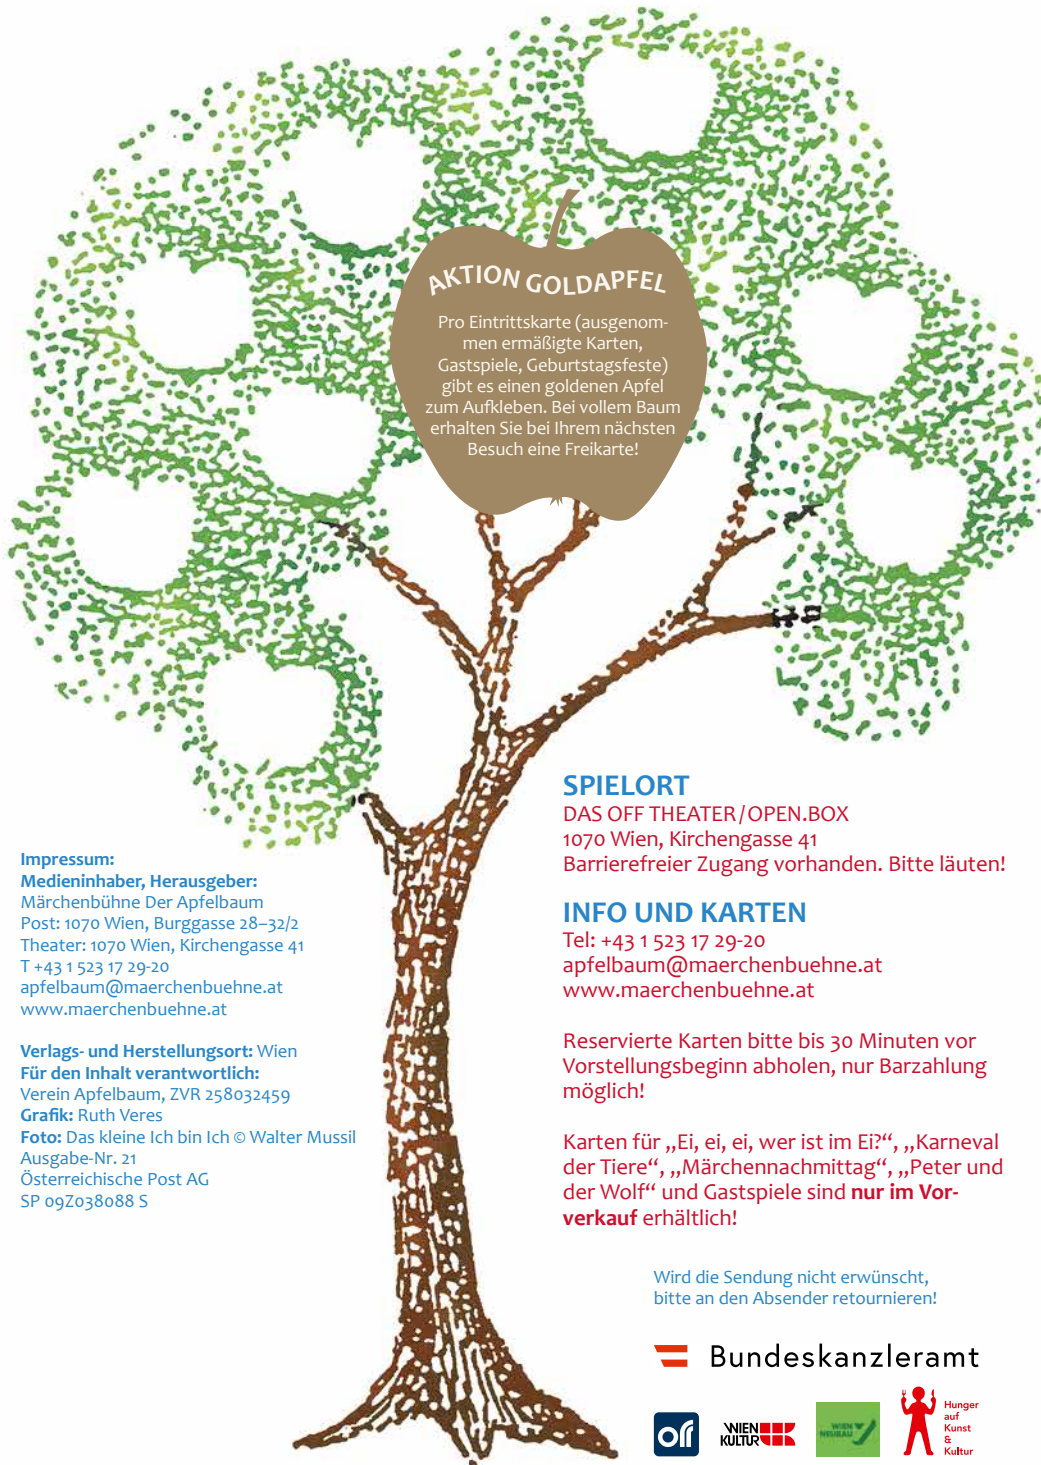 AKTION GOLDAPFEL
Pro Eintrittskarte (ausgenom-
men ermäßigte Karten,
Gastspiele, Geburtstagsfeste)
gibt es einen goldenen Apfel
zum Aufkleben. Bei vollem Baum
erhalten Sie bei Ihrem nächsten
Besuch eine Freikarte!
Impressum:
Medieninhaber, Herausgeber:
Märchenbühne Der Apfelbaum
Post: 1070 Wien, Burggasse 28–32/2
Theater: 1070 Wien, Kirchengasse 41
T +43 1 523 17 29-20
apfelbaum@maerchenbuehne.at
www.maerchenbuehne.at
Verlags- und Herstellungsort: Wien
Für den Inhalt verantwortlich:
Verein Apfelbaum, ZVR 258032459
Grafik: Ruth Veres
Foto: Das kleine Ich bin Ich © Walter Mussil
Ausgabe-Nr. 21
Österreichische Post AG
SP 09Z038088 S
SPIELORT
DAS OFF THEATER/OPEN.BOX
1070 Wien, Kirchengasse 41
Barrierefreier Zugang vorhanden. Bitte läuten!
INFO UND KARTEN
Tel: +43 1 523 17 29-20
apfelbaum@maerchenbuehne.at
www.maerchenbuehne.at
Reservierte Karten bitte bis 30 Minuten vor
Vorstellungsbeginn abholen, nur Barzahlung
möglich!
Karten für „Ei, ei, ei, wer ist im Ei?“, „Karneval
der Tiere“, „Märchennachmittag“, „Peter und
der Wolf“ und Gastspiele sind nur im Vor-
verkauf erhältlich!
Wird die Sendung nicht erwünscht,
bitte an den Absender retournieren!
Bundeskanzleramt
off
WIEN
KULTUR
WIEN
NEUBAU
Hunger
auf
Kunst
&
Kultur